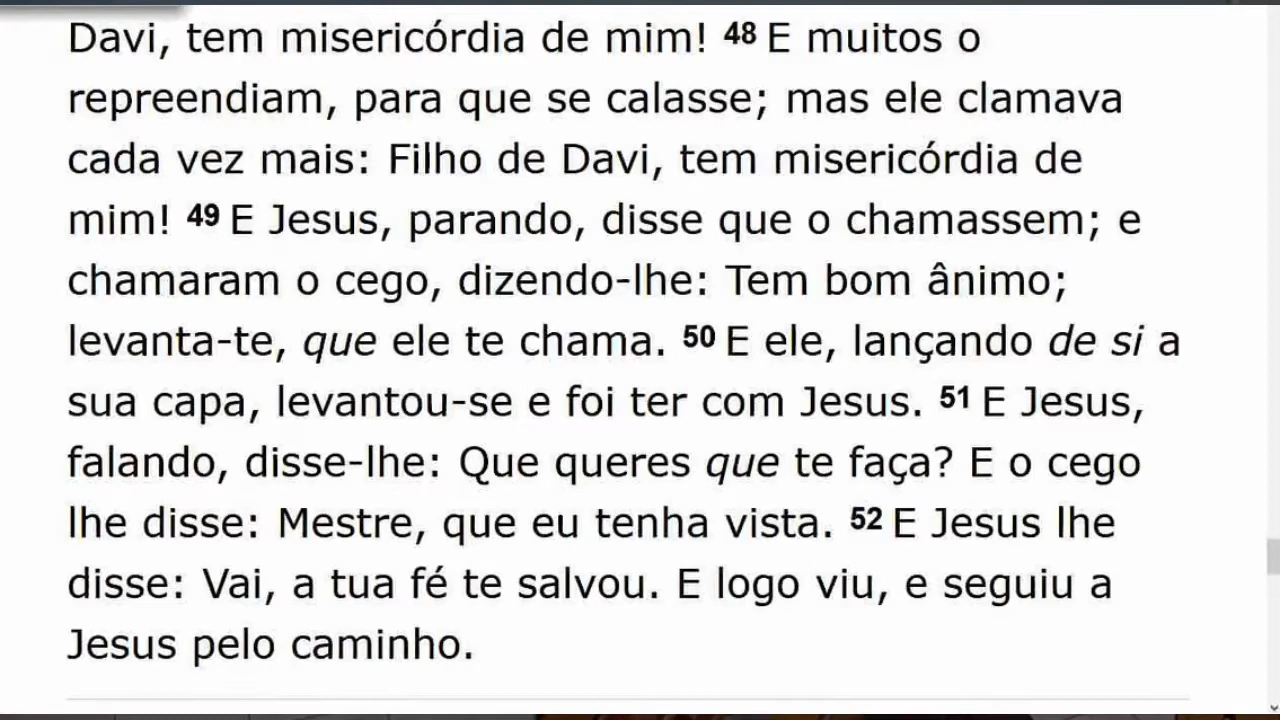 Davi, tem misericórdia de mim! 48 E muitos o
repreendiam, para que se calasse; mas ele clamava
cada vez mais: Filho de Davi, tem misericórdia de
mim! 49 E Jesus, parando, disse que o chamassem; e
chamaram o cego, dizendo-lhe: Tem bom ânimo;
levanta-te, que ele te chama. 50 E ele, lançando de si a
sua capa, levantou-se e foi ter com Jesus. 51 E Jesus,
falando, disse-lhe: Que queres que te faça? E o cego
lhe disse: Mestre, que eu tenha vista. 52 E Jesus lhe
disse: Vai, a tua fé te salvou. E logo viu, e seguiu a
Jesus pelo caminho.